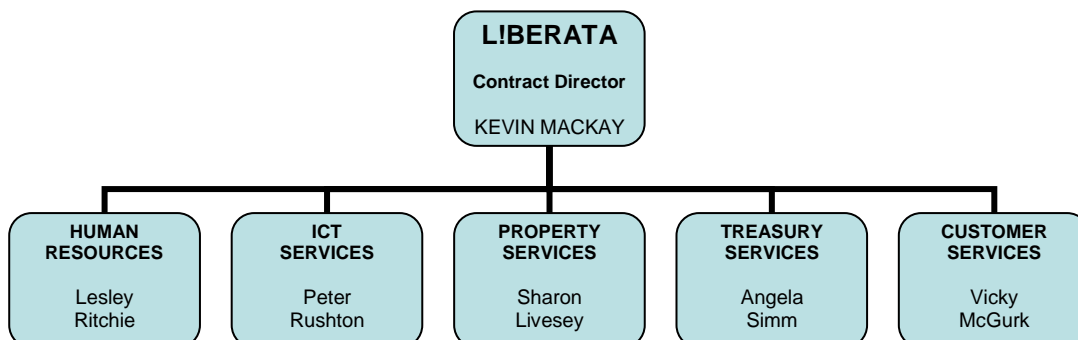 L!BERATA
Contract Director
KEVIN MACKAY
HUMAN
RESOURCES
Lesley
Ritchie
ICT
SERVICES
Peter
Rushton
PROPERTY
SERVICES
Sharon
Livesey
TREASURY
SERVICES
Angela
Simm
CUSTOMER
SERVICES
Vicky
McGurk